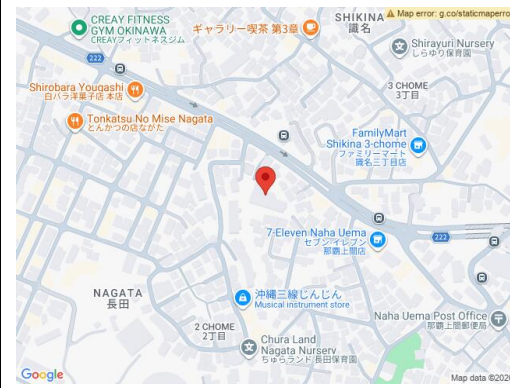 CREAY FITNESS
GYM OKINAWA
CREAYフィットネスジム
ギャラリー喫茶 第3章
SHIKINA
識名
Map error: g.co/staticmaperro
Shirayuri Nursery
しらゆり保育園
222
Shirobara Yougashi
白バラ洋菓子店 本店
3 CHOME
3丁目
Tonkatsu No Mise Nagata
とんかつの店ながた
FamilyMart
Shikina 3-chome
ファミリーマート
識名三丁目店
7-Eleven Naha Uema
セブン-イレブン
那覇上間店
222
NAGATA
長田
沖縄三線じんじん
Musical instrument store
Naha Uema Post Office
那覇上間郵便局
2 CHOME
2丁目
Chura Land
Nagata Nursery
ちゅらランド 長田保育園
Google
Map data ©2026